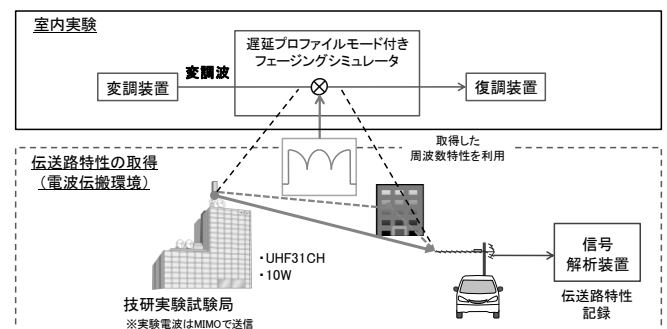 室内実験
遅延プロファイルモード付き
フェージングシミュレータ
変調装置
変調波
復調装置
取得した
周波数特性を利用
伝送路特性の取得
（電波伝搬環境）
・UHF31CH
・10W
技研実験試験局
※実験電波はMIMOで送信
信号
解析装置
伝送路特性
記録